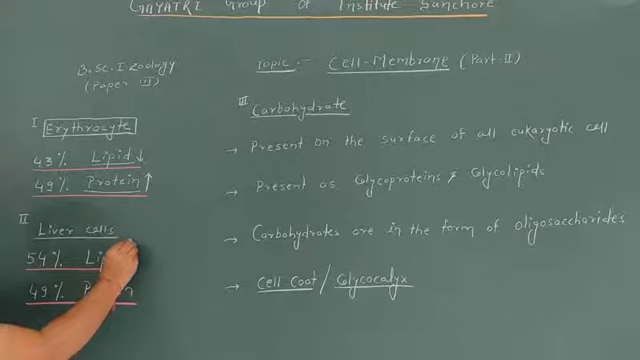 GAYATRI Group of Institute Sanchore
B.Sc-I Zoology
(Paper III)
Topic :- Cell-Membrane (Part-II)
I
Erythrocyte
43% Lipid ↓
49% Protein ↑
II
Liver cells
54%
49%
III Carbohydrate
→ Present on the surface of all eukaryotic cell
→ Present as Glycoproteins & Glycolipids
→ Carbohydrates are in the form of oligosaccharides
→ Cell Coat / Glycocalyx